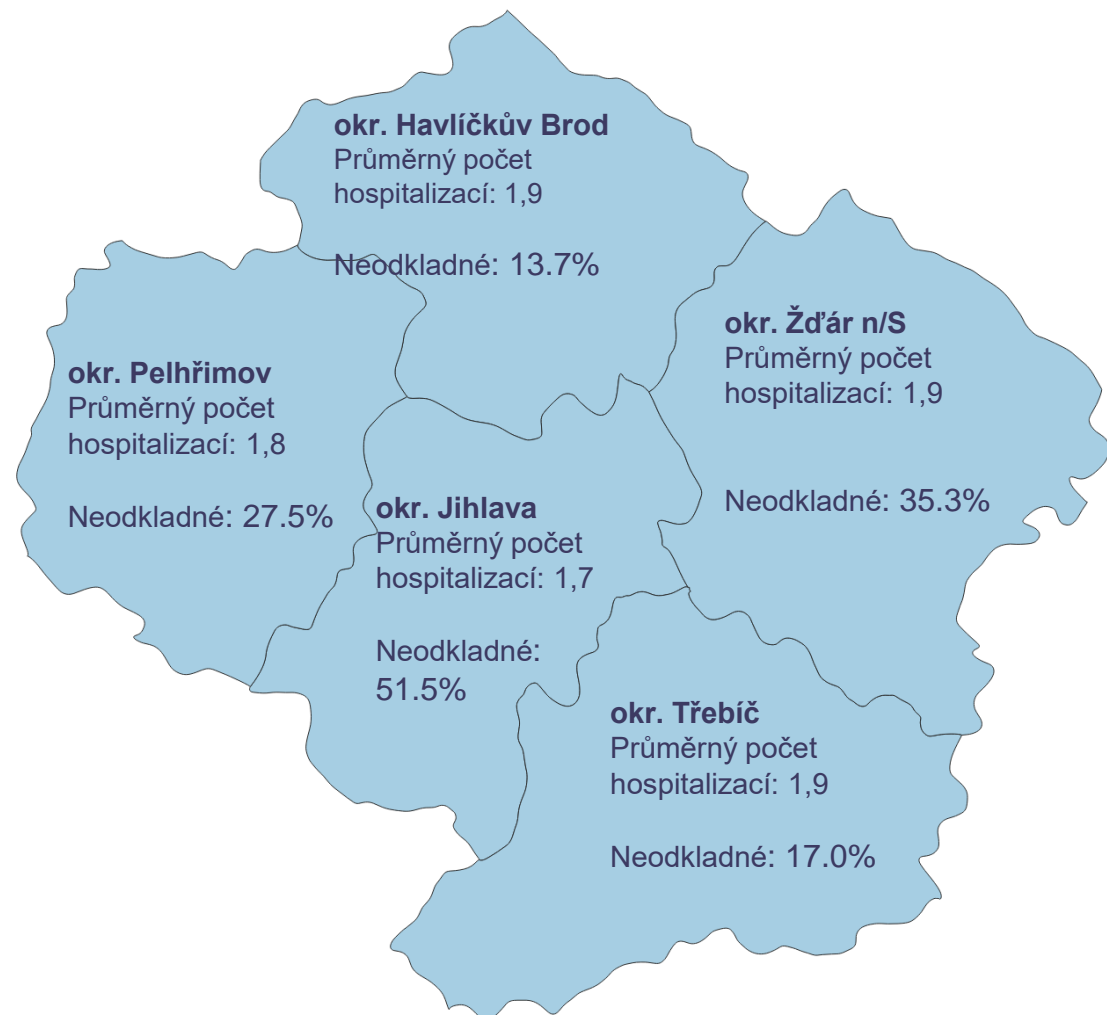 okr. Havlíčkův Brod
Průměrný počet
hospitalizací: 1,9
Neodkladné: 13.7%
okr. Žďár n/S
Průměrný počet
hospitalizací: 1,9
Neodkladné: 35.3%
okr. Pelhřimov
Průměrný počet
hospitalizací: 1,8
Neodkladné: 27.5%
okr. Jihlava
Průměrný počet
hospitalizací: 1,7
Neodkladné:
51.5%
okr. Třebíč
Průměrný počet
hospitalizací: 1,9
Neodkladné: 17.0%